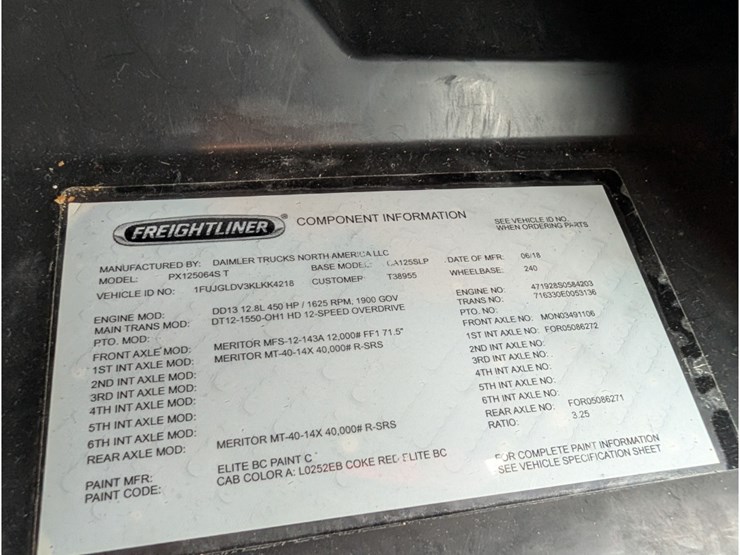 FREIGHTLINER®
COMPONENT INFORMATION
SEE VEHICLE ID NO.
WHEN ORDERING PARTS
MANUFACTURED BY: DAIMLER TRUCKS NORTH AMERICA LLC
MODEL: PX125064S T BASE MODEL: CA125SLP DATE OF MFR: 06/18
VEHICLE ID NO: 1FUJGLDV3KLKK4218 CUSTOMER T38955 WHEELBASE: 240
ENGINE MOD: DD13 12.8L 450 HP / 1625 RPM, 1900 GOV ENGINE NO: 471928S0584203
MAIN TRANS MOD: DT12-1550-OH1 HD 12-SPEED OVERDRIVE TRANS NO: 716330E0053136
PTO. MOD: PTO. NO:
FRONT AXLE MOD: MERITOR MFS-12-143A 12,000# FF1 71.5" FRONT AXLE NO: MON03491106
1ST INT AXLE MOD: MERITOR MT-40-14X 40,000# R-SRS 1ST INT AXLE NO: FOR05086272
2ND INT AXLE MOD: 2ND INT AXLE NO:
3RD INT AXLE MOD: 3RD INT AXLE NO:
4TH INT AXLE MOD: 4TH INT AXLE NO:
5TH INT AXLE MOD: 5TH INT AXLE NO:
6TH INT AXLE MOD: 6TH INT AXLE NO:
REAR AXLE MOD: MERITOR MT-40-14X 40,000# R-SRS REAR AXLE NO: FOR05086271
RATIO: 3.25
PAINT MFR: ELITE BC PAINT C
PAINT CODE: CAB COLOR A: L0252EB COKE RED ELITE BC
FOR COMPLETE PAINT INFORMATION
SEE VEHICLE SPECIFICATION SHEET